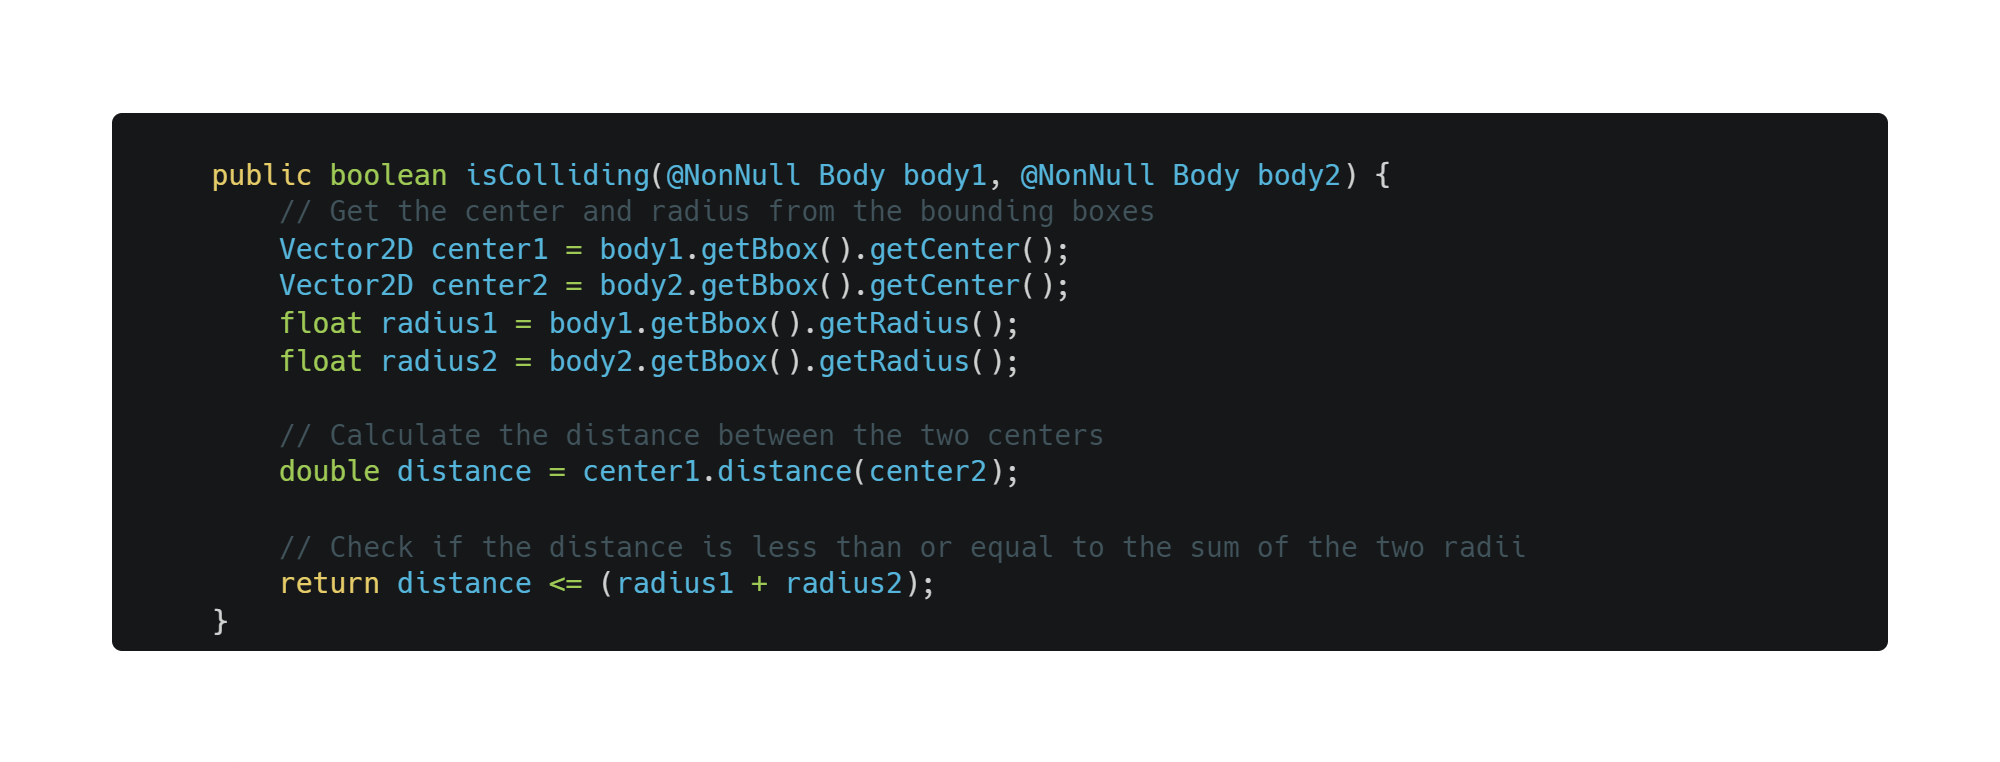 public boolean isColliding(@NonNull Body body1, @NonNull Body body2) {
// Get the center and radius from the bounding boxes
Vector2D center1 = body1.getBbox().getCenter();
Vector2D center2 = body2.getBbox().getCenter();
float radius1 = body1.getBbox().getRadius();
float radius2 = body2.getBbox().getRadius();
// Calculate the distance between the two centers
double distance = center1.distance(center2);
// Check if the distance is less than or equal to the sum of the two radii
return distance <= (radius1 + radius2);
}